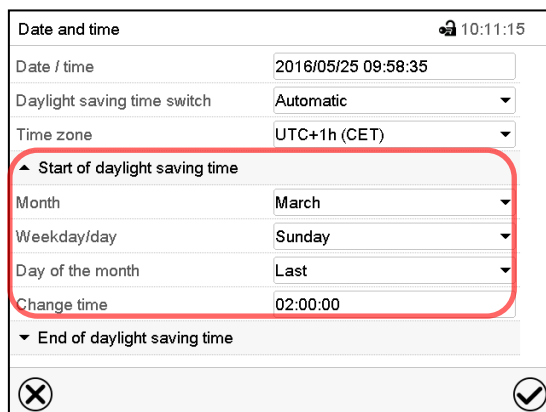 Date and time 10:11:15
Date / time 2016/05/25 09:58:35
Daylight saving time switch Automatic
Time zone UTC+1h (CET)
Start of daylight saving time
Month March
Weekday/day Sunday
Day of the month Last
Change time 02:00:00
End of daylight saving time